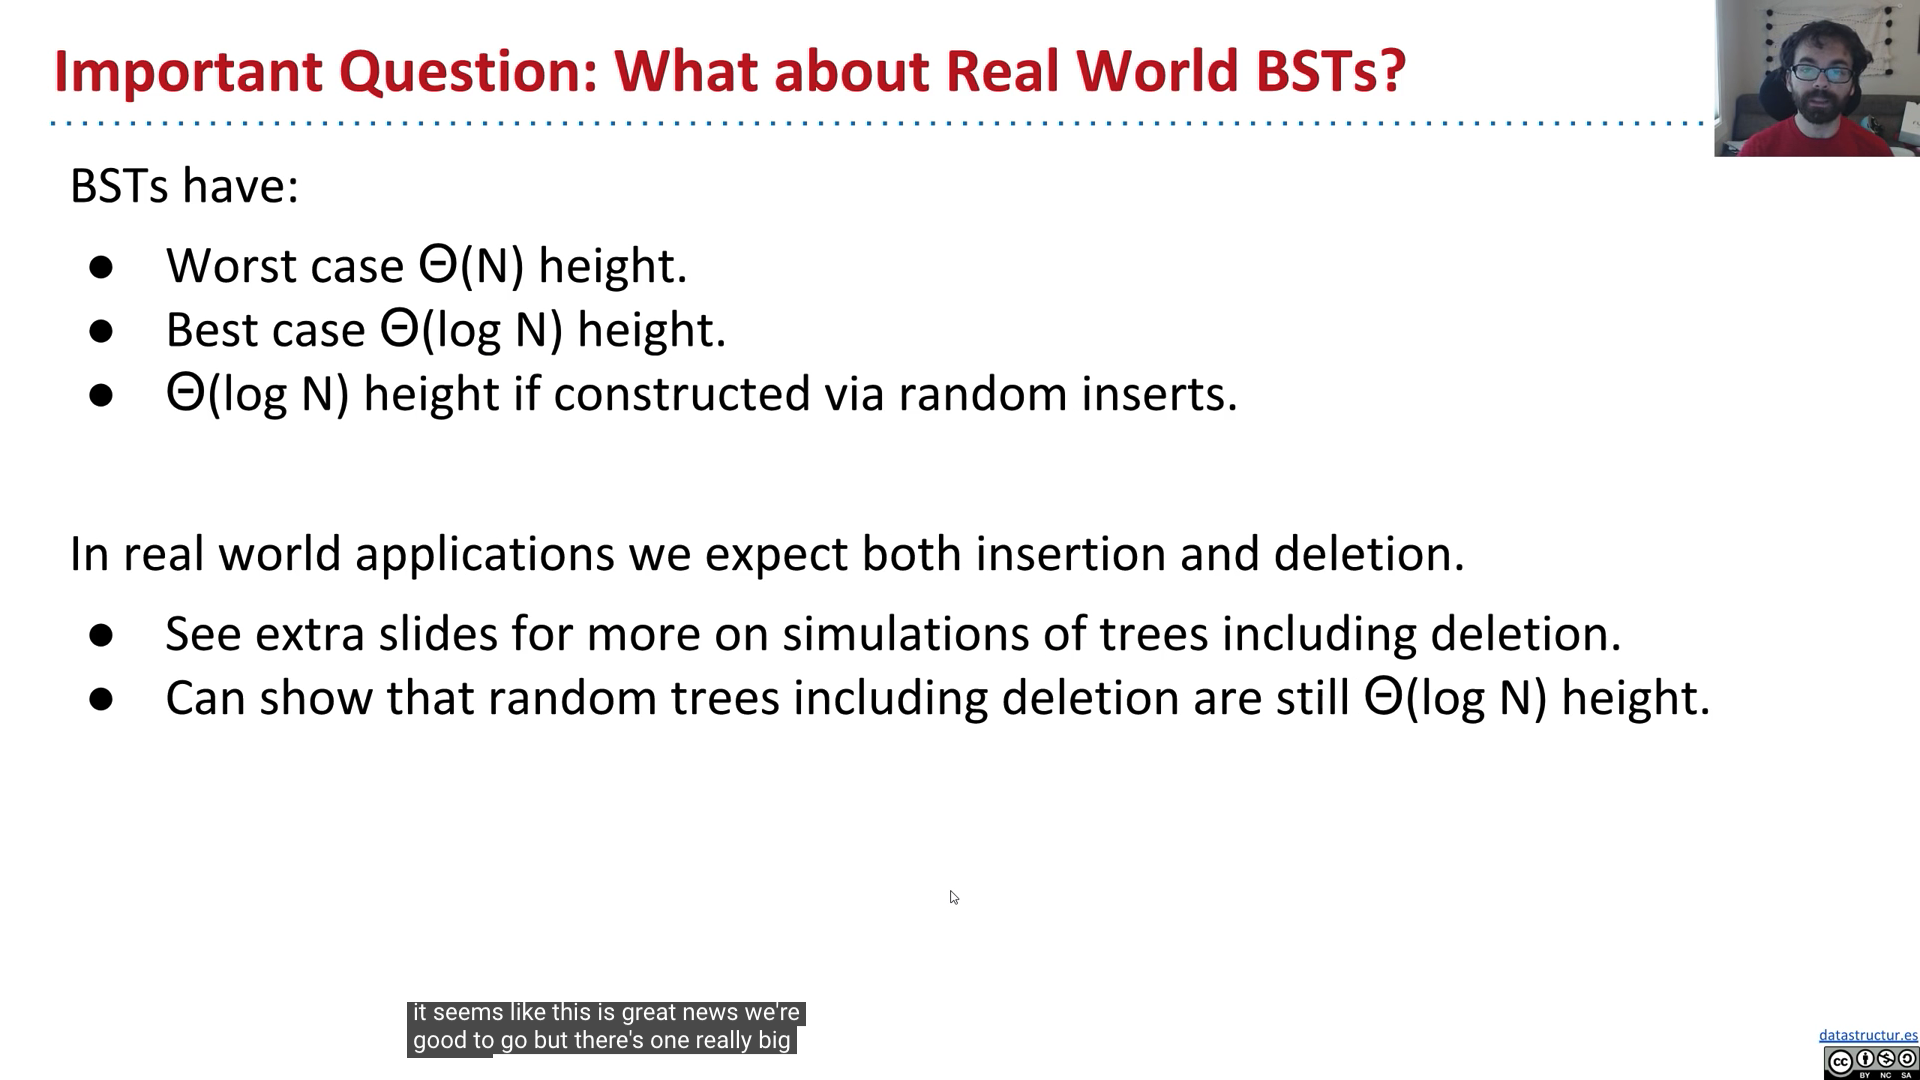 Important Question: What about Real World BSTs?
BSTs have:
● Worst case Θ(N) height.
● Best case Θ(log N) height.
● Θ(log N) height if constructed via random inserts.
In real world applications we expect both insertion and deletion.
● See extra slides for more on simulations of trees including deletion.
● Can show that random trees including deletion are still Θ(log N) height.
it seems like this is great news we're
good to go but there's one really big
datastructur.es
cc BY NC SA